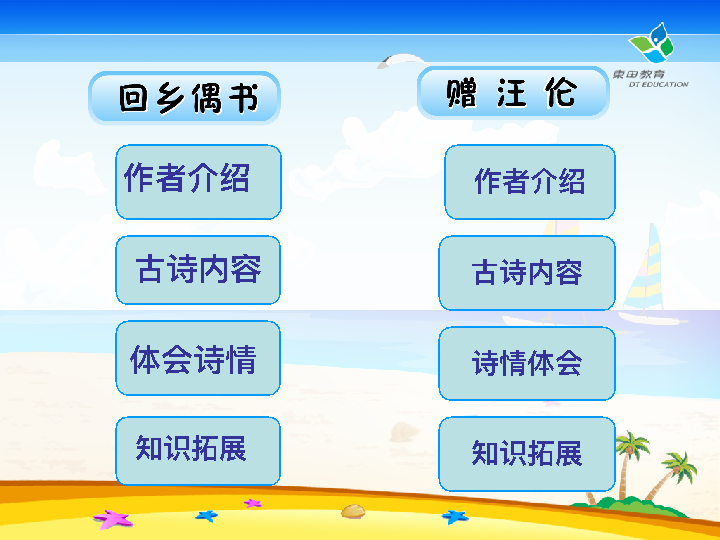 回乡偶书
作者介绍
古诗内容
体会诗情
知识拓展
赠汪伦
作者介绍
古诗内容
诗情体会
知识拓展
東田教育
DT EDUCATION